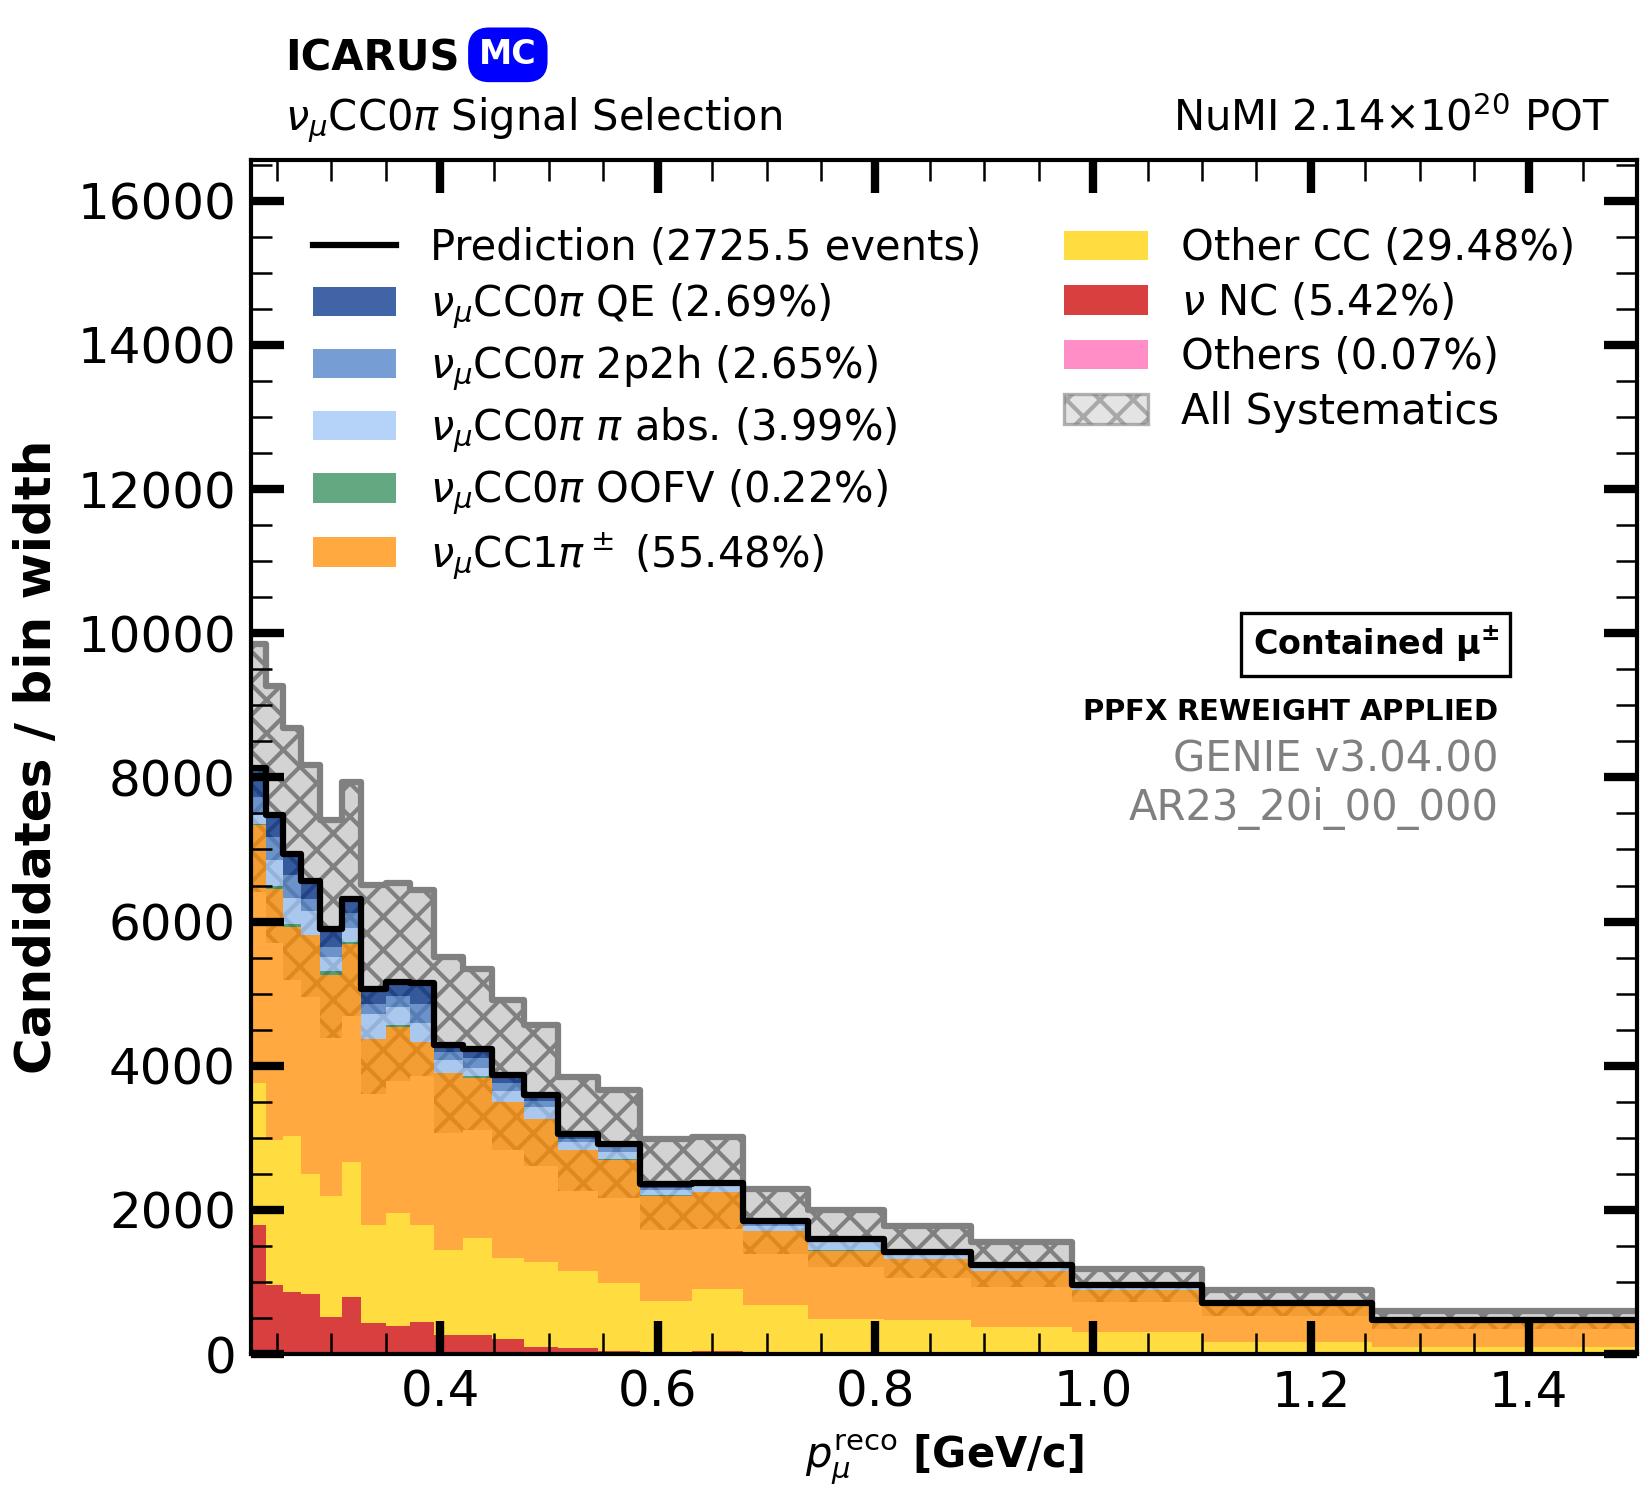 ICARUS MC
νμCC0π Signal Selection
NuMI 2.14×10²⁰ POT
16000
14000
12000
10000
8000
6000
4000
2000
0
Candidates / bin width
Prediction (2725.5 events)
νμCC0π QE (2.69%)
νμCC0π 2p2h (2.65%)
νμCC0π π abs. (3.99%)
νμCC0π OOFV (0.22%)
νμCC1π± (55.48%)
Other CC (29.48%)
ν NC (5.42%)
Others (0.07%)
All Systematics
Contained μ±
PPFX REWEIGHT APPLIED
GENIE v3.04.00
AR23_20i_00_000
0.4 0.6 0.8 1.0 1.2 1.4
pμreco [GeV/c]